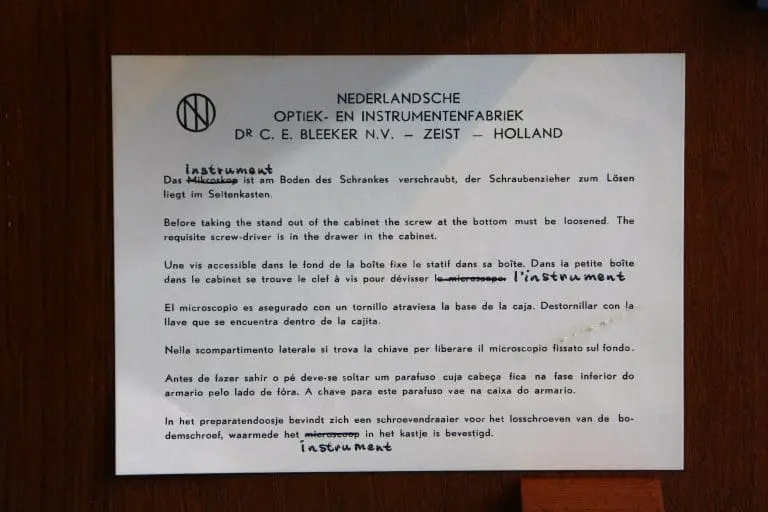 NEDERLANDSCHE
OPTIEK- EN INSTRUMENTENFABRIEK
DR C. E. BLEEKER N.V. – ZEIST – HOLLAND
instrument
Das Mikroskop ist am Boden des Schrankes verschraubt, der Schraubenzieher zum Lösen
liegt im Seitenkasten.
Before taking the stand out of the cabinet the screw at the bottom must be loosened. The
requisite screw-driver is in the drawer in the cabinet.
Une vis accessible dans le fond de la boîte fixe le statif dans sa boîte. Dans la petite boîte
dans le cabinet se trouve le clef à vis pour dévisser le microscope. l'instrument
El microscopio es asegurado con un tornillo atraviesa la base de la caja. Destornillar con la
llave que se encuentra dentro de la cajita.
Nella scompartimento laterale si trova la chiave per liberare il microscopio fissato sul fondo.
Antes de fazer sahir o pé deve-se soltar um parafuso cuja cabeça fica na fase inferior do
armario pelo lado de fóra. A chave para este parafuso vae na caixa do armario.
In het preparatendoosje bevindt zich een schroevendraaier voor het losschroeven van de bo-
demschroef, waarmede het microscoop in het kastje is bevestigd.
instrument